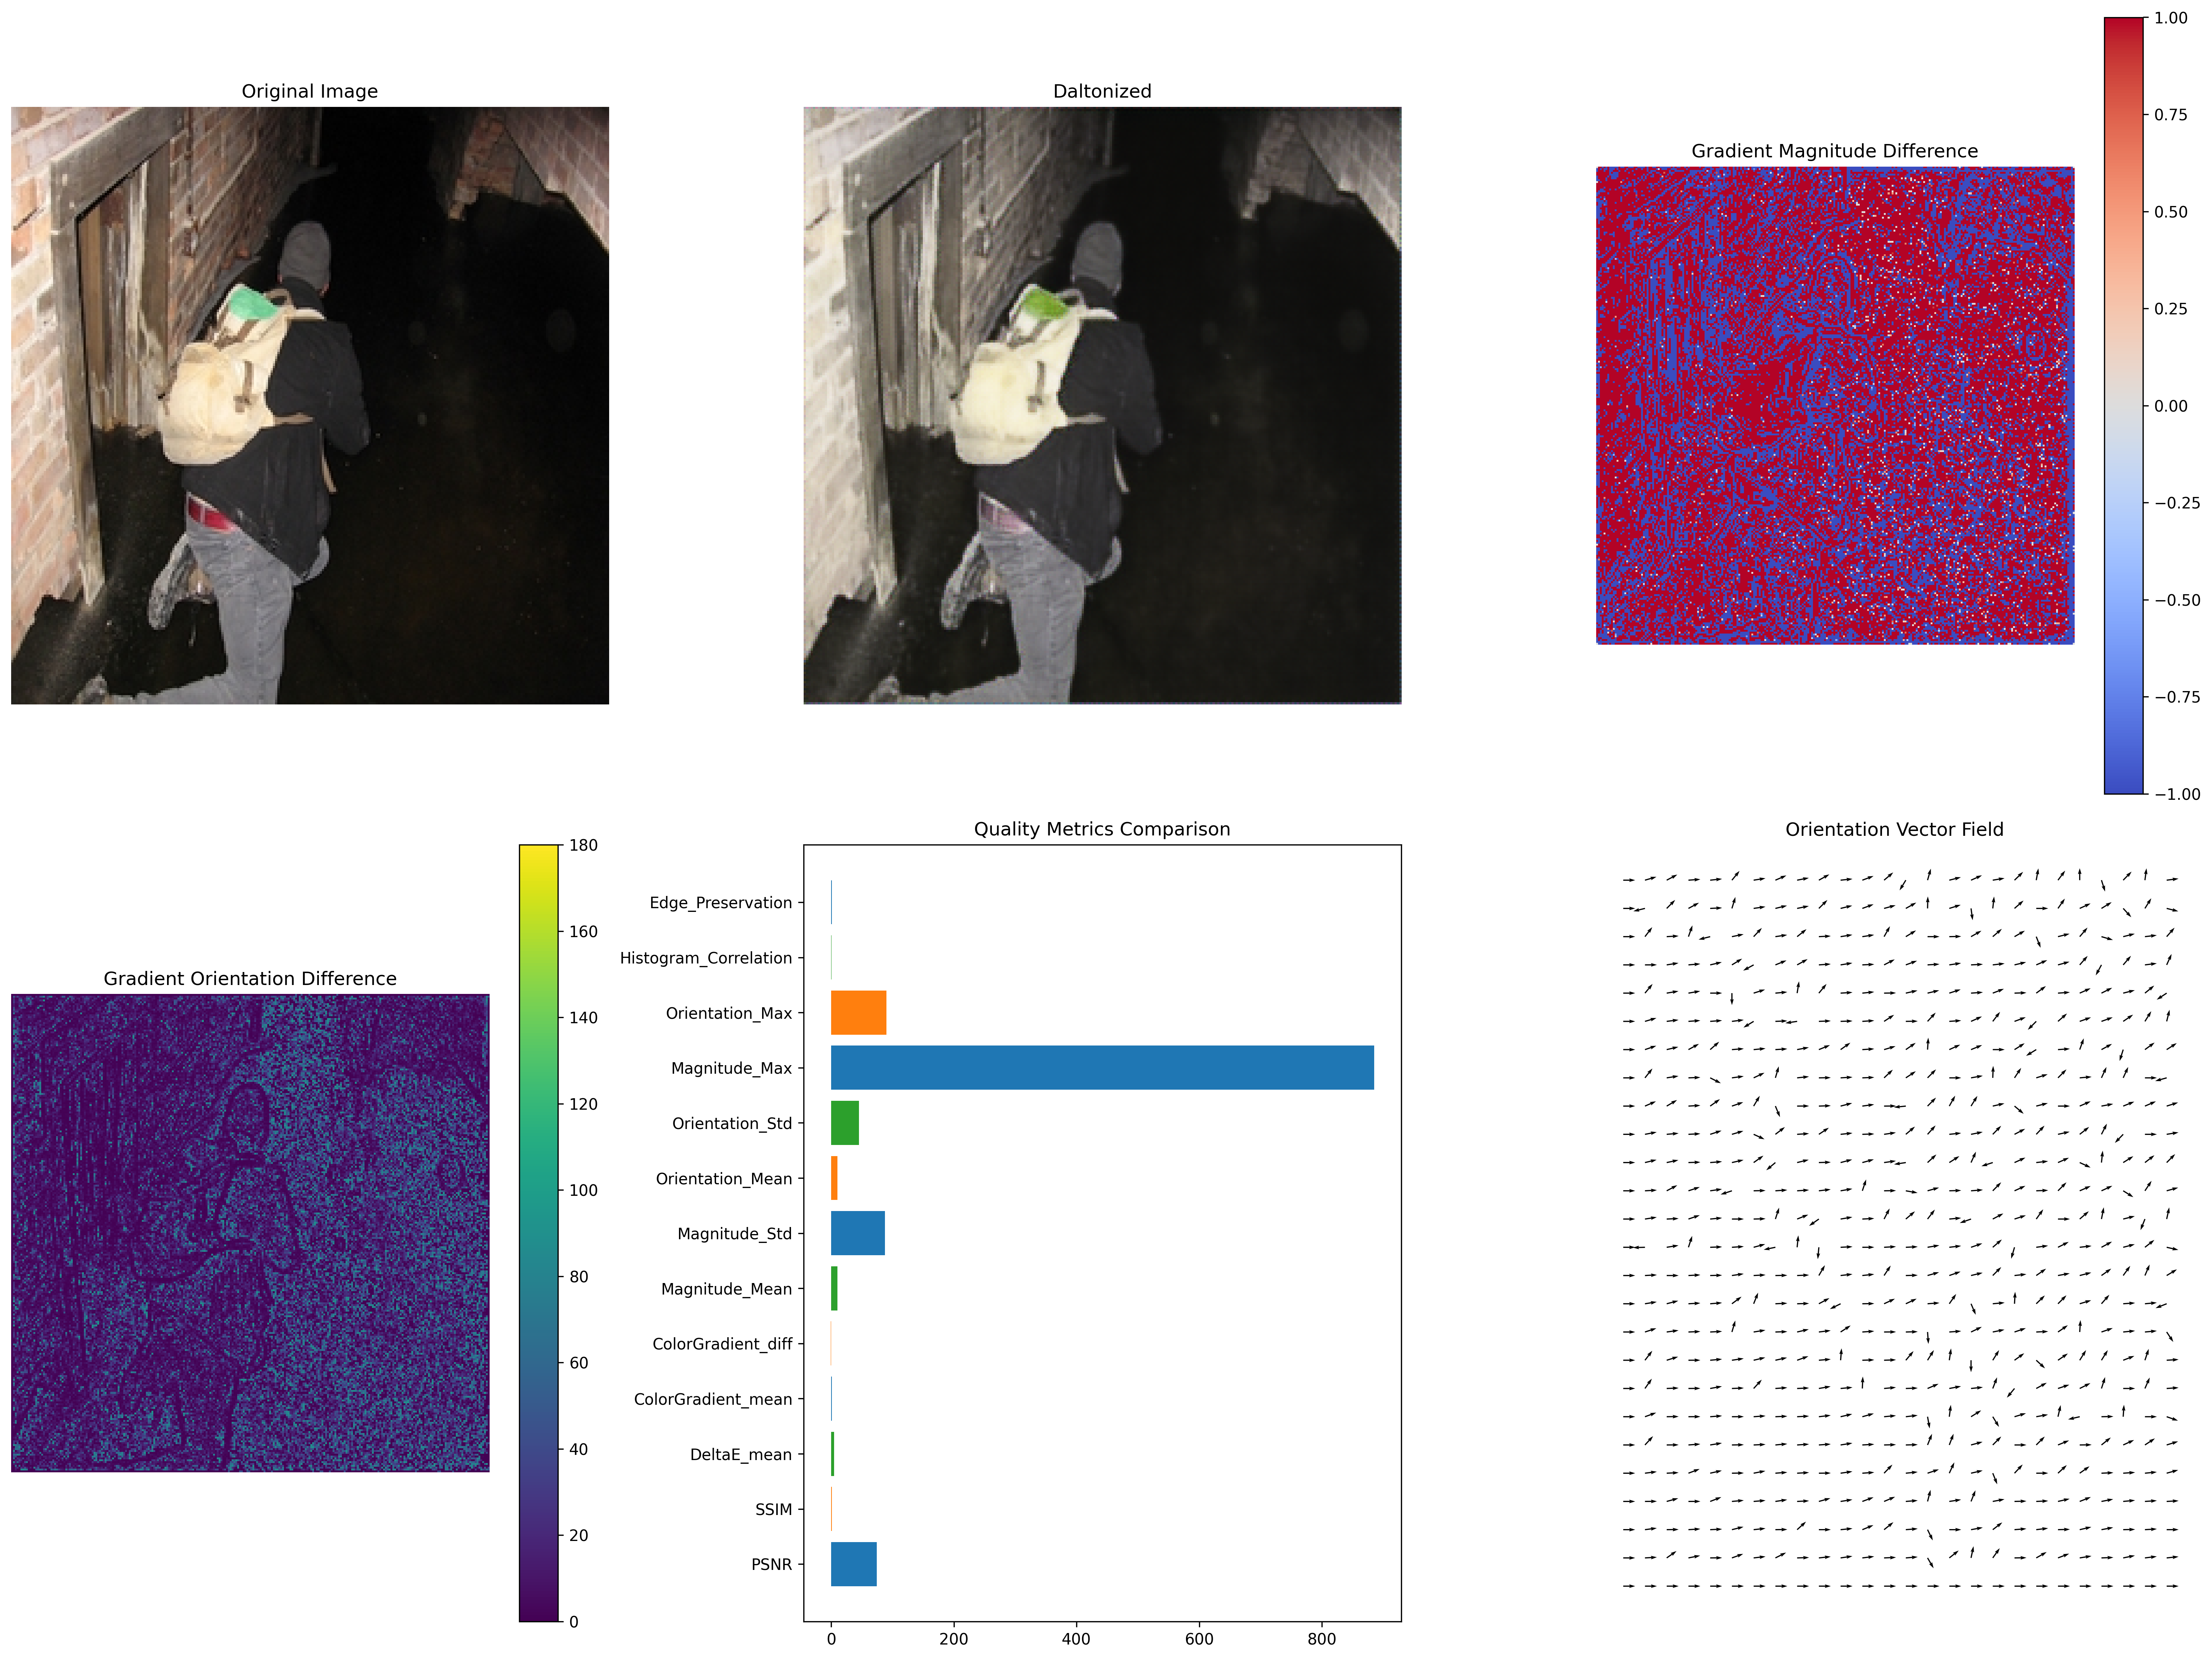 Original Image
Daltonized
Gradient Magnitude Difference
1.00
0.75
0.50
0.25
0.00
−0.25
−0.50
−0.75
−1.00
Gradient Orientation Difference
180
160
140
120
100
80
60
40
20
0
Quality Metrics Comparison
Edge_Preservation
Histogram_Correlation
Orientation_Max
Magnitude_Max
Orientation_Std
Orientation_Mean
Magnitude_Std
Magnitude_Mean
ColorGradient_diff
ColorGradient_mean
DeltaE_mean
SSIM
PSNR
0 200 400 600 800
Orientation Vector Field